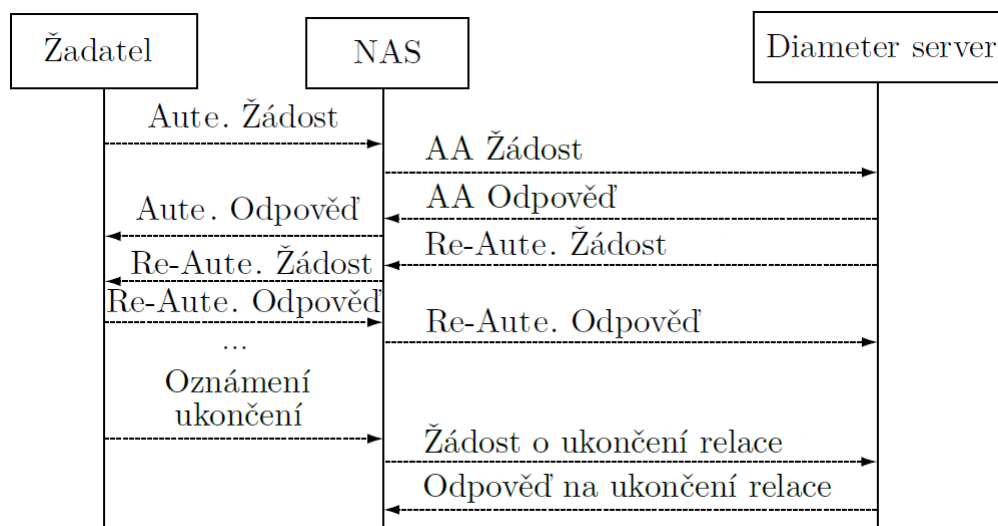 Žadatel
NAS
Diameter server
Aute. Žádost
AA Žádost
AA Odpověď
Aute. Odpověď
Re-Aute. Žádost
Re-Aute. Žádost
Re-Aute. Odpověď
Re-Aute. Odpověď
...
Oznámení
ukončení
Žádost o ukončení relace
Odpověď na ukončení relace